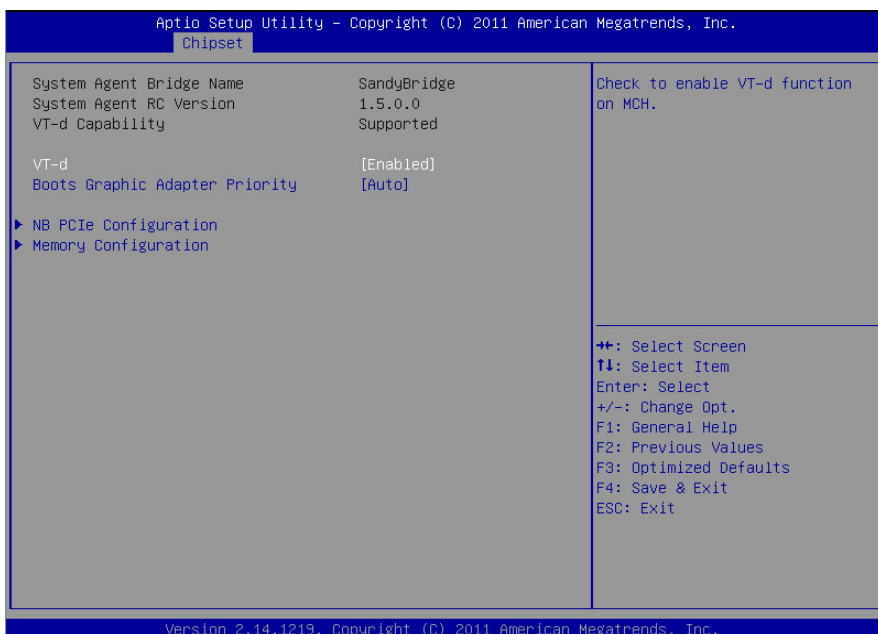 Aptio Setup Utility – Copyright (C) 2011 American Megatrends, Inc.
Chipset
System Agent Bridge Name SandyBridge
System Agent RC Version 1.5.0.0
VT-d Capability Supported
VT-d [Enabled]
Boots Graphic Adapter Priority [Auto]
NB PCIe Configuration
Memory Configuration
Check to enable VT-d function
on MCH.
→←: Select Screen
↑↓: Select Item
Enter: Select
+/-: Change Opt.
F1: General Help
F2: Previous Values
F3: Optimized Defaults
F4: Save & Exit
ESC: Exit
Version 2.14.1219. Copyright (C) 2011 American Megatrends, Inc.